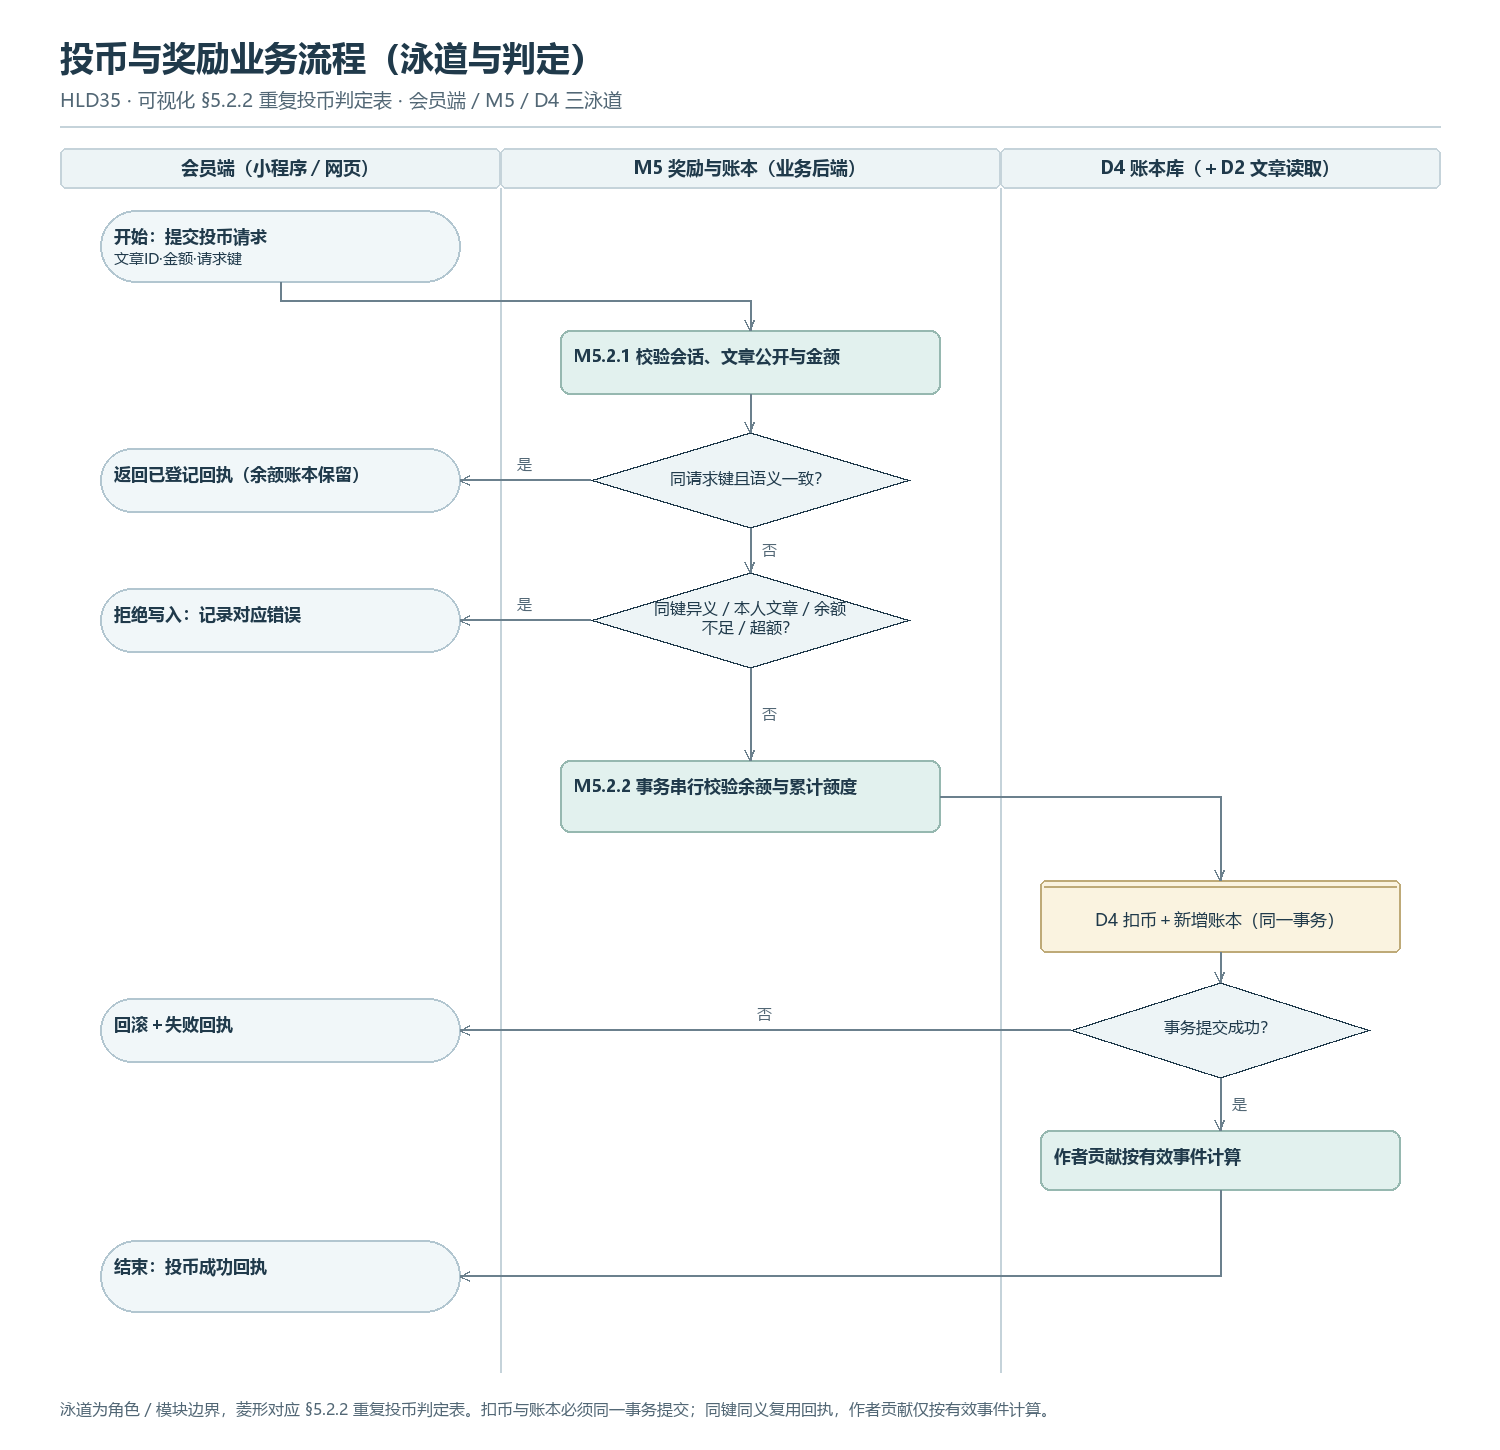 投币与奖励业务流程（泳道与判定）
HLD35 · 可视化 §5.2.2 重复投币判定表 · 会员端 / M5 / D4 三泳道
会员端（小程序 / 网页）
M5 奖励与账本（业务后端）
D4 账本库（+ D2 文章读取）
开始：提交投币请求
文章ID·金额·请求键
M5.2.1 校验会话、文章公开与金额
同请求键且语义一致？
是
返回已登记回执（余额账本保留）
否
同键异义 / 本人文章 / 余额
不足 / 超额？
是
拒绝写入：记录对应错误
否
M5.2.2 事务串行校验余额与累计额度
D4 扣币 + 新增账本（同一事务）
事务提交成功？
否
回滚 + 失败回执
是
作者贡献按有效事件计算
结束：投币成功回执
泳道为角色 / 模块边界，菱形对应 §5.2.2 重复投币判定表。扣币与账本必须同一事务提交；同键同义复用回执，作者贡献仅按有效事件计算。